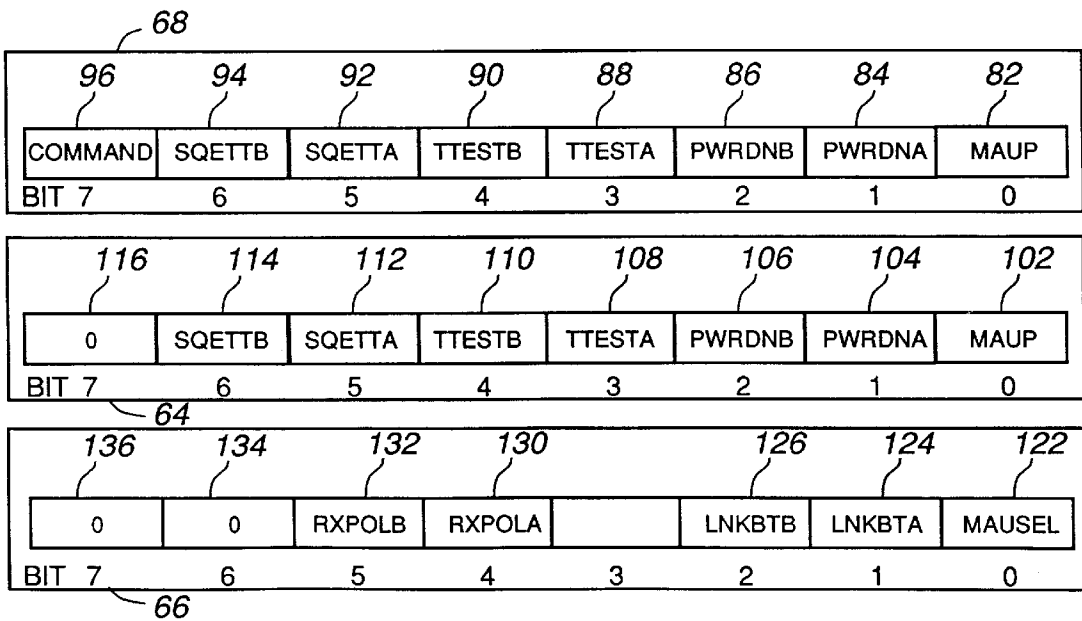 68
96 94 92 90 88 86 84 82
COMMAND SQETTB SQETTA TTESTB TTESTA PWRDNB PWRDNA MAUP
BIT 7 6 5 4 3 2 1 0
116 114 112 110 108 106 104 102
0 SQETTB SQETTA TTESTB TTESTA PWRDNB PWRDNA MAUP
BIT 7 6 5 4 3 2 1 0
64
136 134 132 130 126 124 122
0 0 RXPOLB RXPOLA LNKBTB LNKBTA MAUSEL
BIT 7 6 5 4 3 2 1 0
66